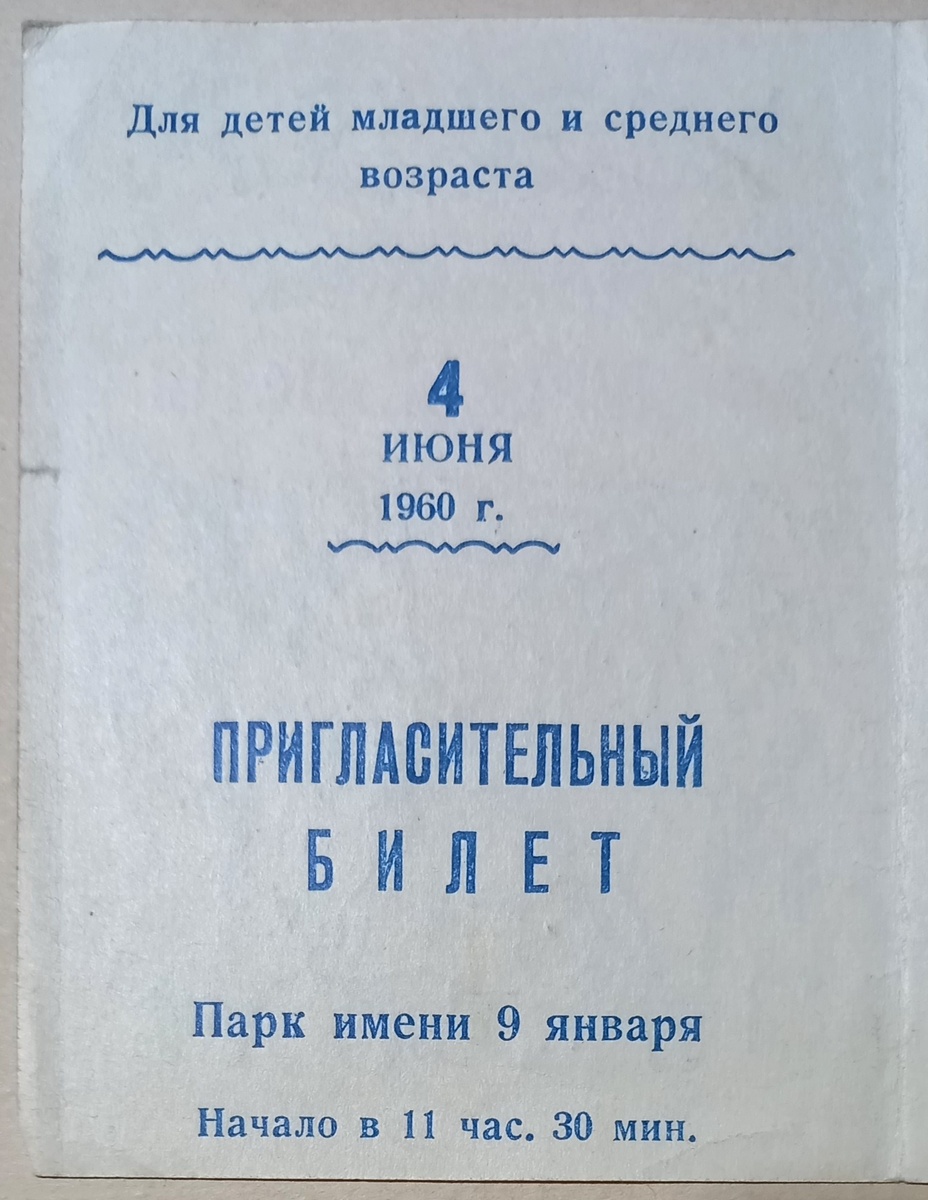 Для детей младшего и среднего
возраста
4
ИЮНЯ
1960 г.
ПРИГЛАСИТЕЛЬНЫЙ
БИЛЕТ
Парк имени 9 января
Начало в 11 час. 30 мин.